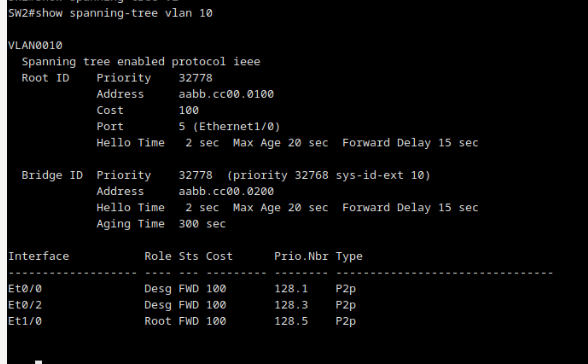 SW2#show spanning-tree vlan 10
VLAN0010
Spanning tree enabled protocol ieee
Root ID Priority 32778
Address aabb.cc00.0100
Cost 100
Port 5 (Ethernet1/0)
Hello Time 2 sec Max Age 20 sec Forward Delay 15 sec
Bridge ID Priority 32778 (priority 32768 sys-id-ext 10)
Address aabb.cc00.0200
Hello Time 2 sec Max Age 20 sec Forward Delay 15 sec
Aging Time 300 sec
Interface Role Sts Cost Prio.Nbr Type
------------------- ---- --- --------- -------- --------------------------------
Et0/0 Desg FWD 100 128.1 P2p
Et0/2 Desg FWD 100 128.3 P2p
Et1/0 Root FWD 100 128.5 P2p